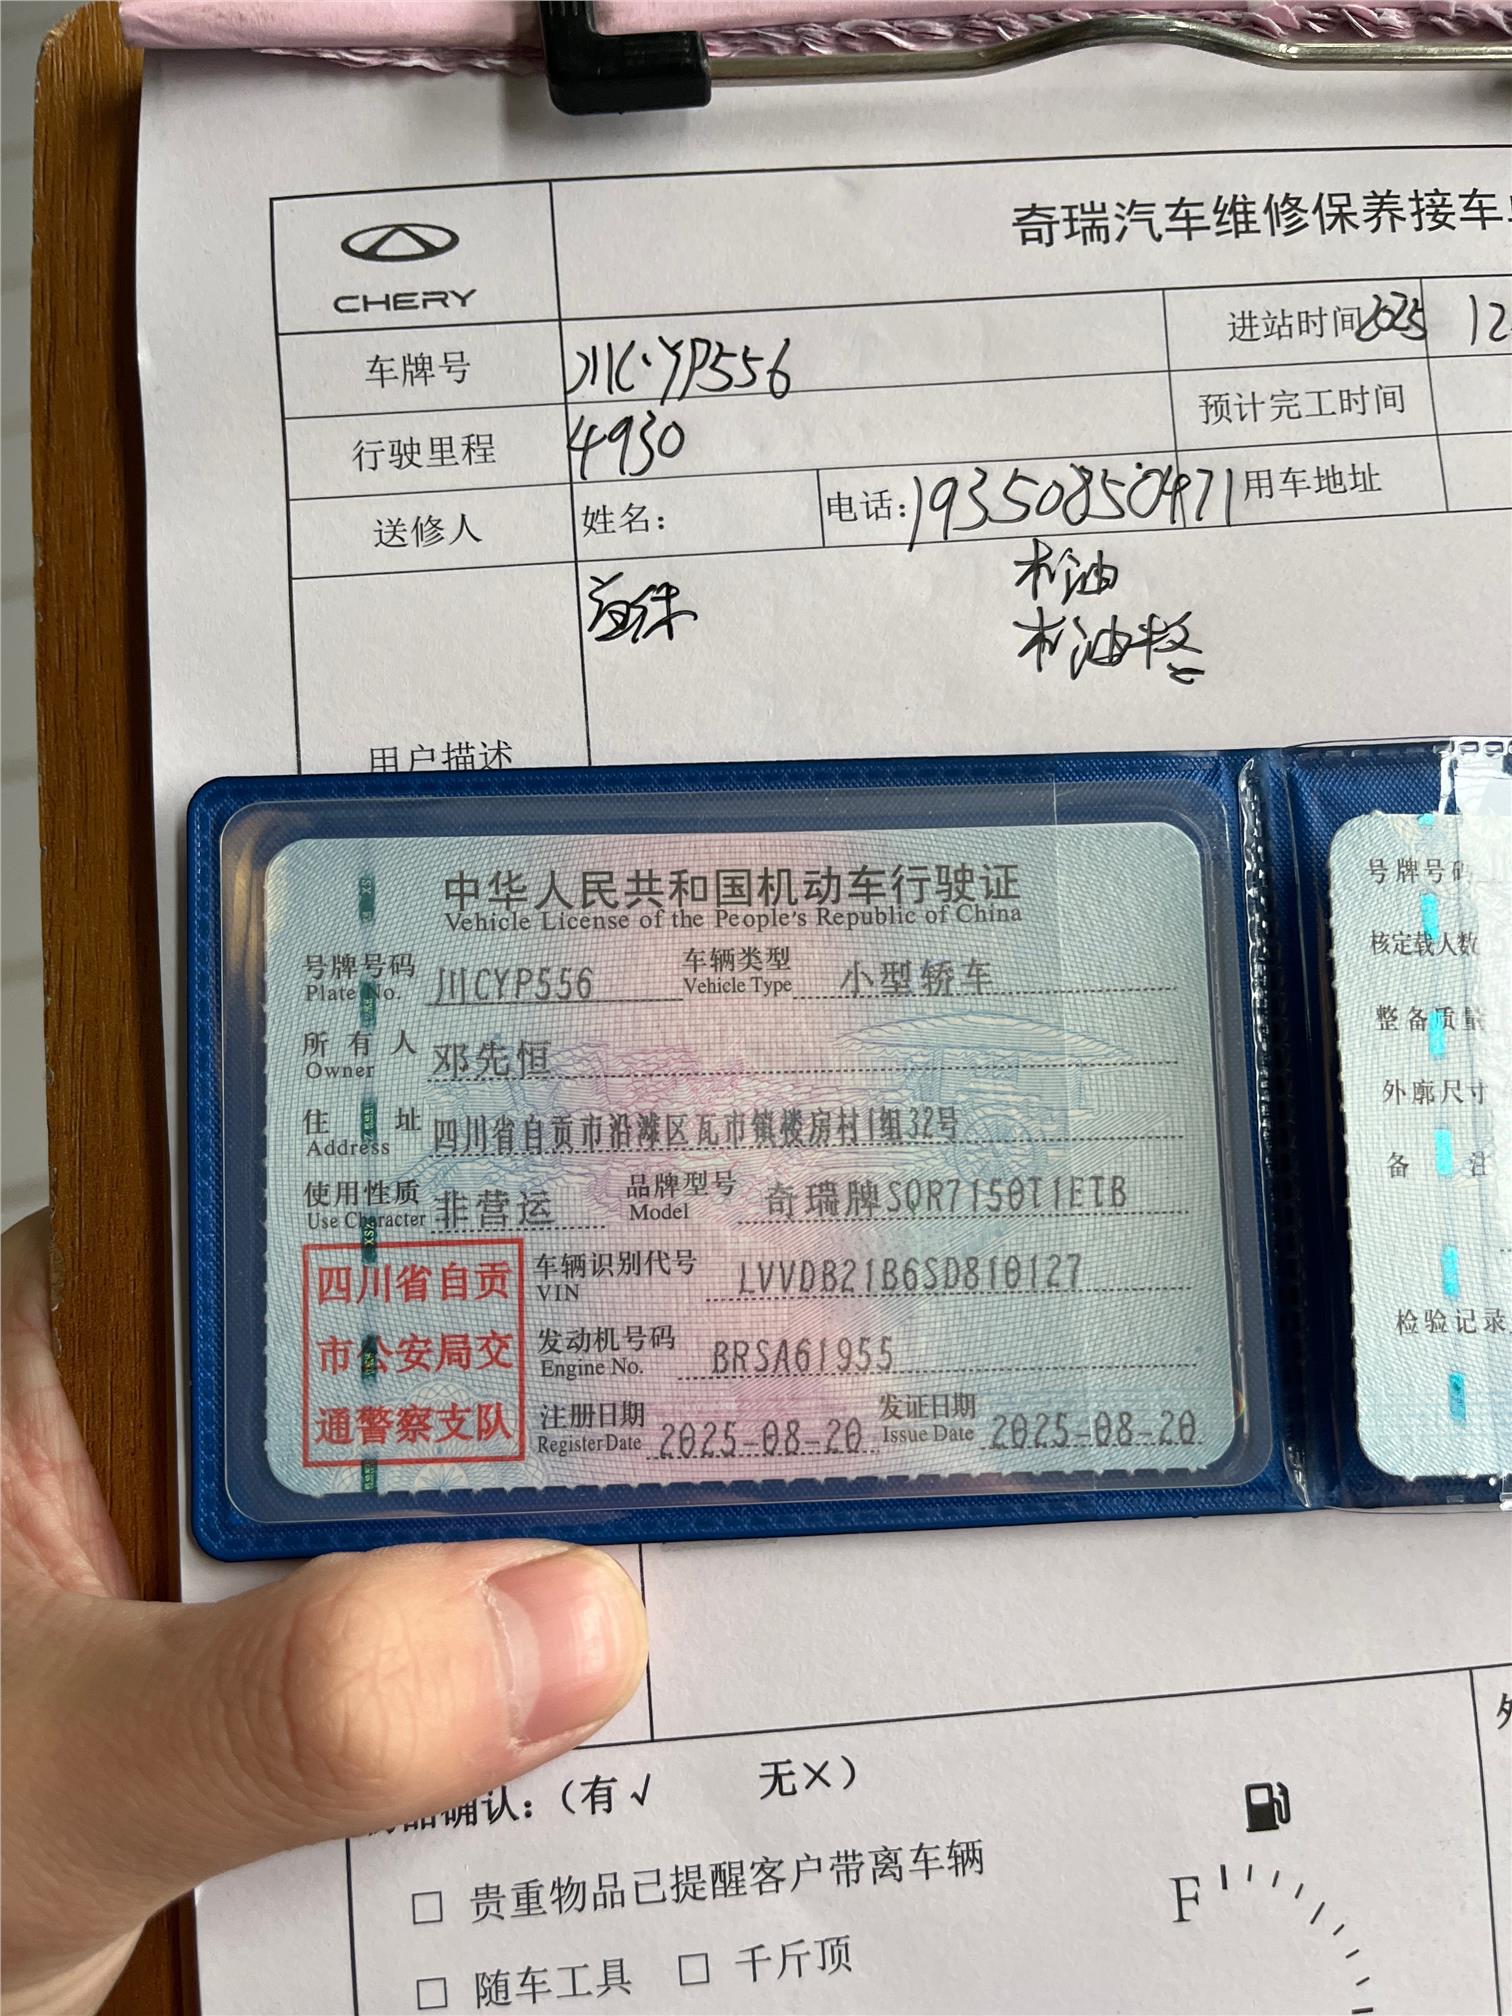 奇瑞汽车维修保养接车单
CHERY
车牌号 川C·YP556 进站时间 2025 12
行驶里程 4930 预计完工时间
送修人 姓名: 电话:19350850471 用车地址
首保 机油
机油格
用户描述
中华人民共和国机动车行驶证
Vehicle License of the People's Republic of China
号牌号码 川CYP556 车辆类型 小型轿车
Plate No. Vehicle Type
所有人 邓先恒
Owner
住址 四川省自贡市沿滩区瓦市镇楼房村1组32号
Address
使用性质 非营运 品牌型号 奇瑞牌SQR7150T1ETB
Use Character Model
四川省自贡
市公安局交
通警察支队
车辆识别代号 LVVDB21B6SD810127
VIN
发动机号码 BRSA61955
Engine No.
注册日期 2025-08-20 发证日期 2025-08-20
Register Date Issue Date
号牌号码
核定载人数
整备质量
外廓尺寸
备注
检验记录
品确认:(有√ 无×)
□ 贵重物品已提醒客户带离车辆
□ 随车工具 □ 千斤顶
F